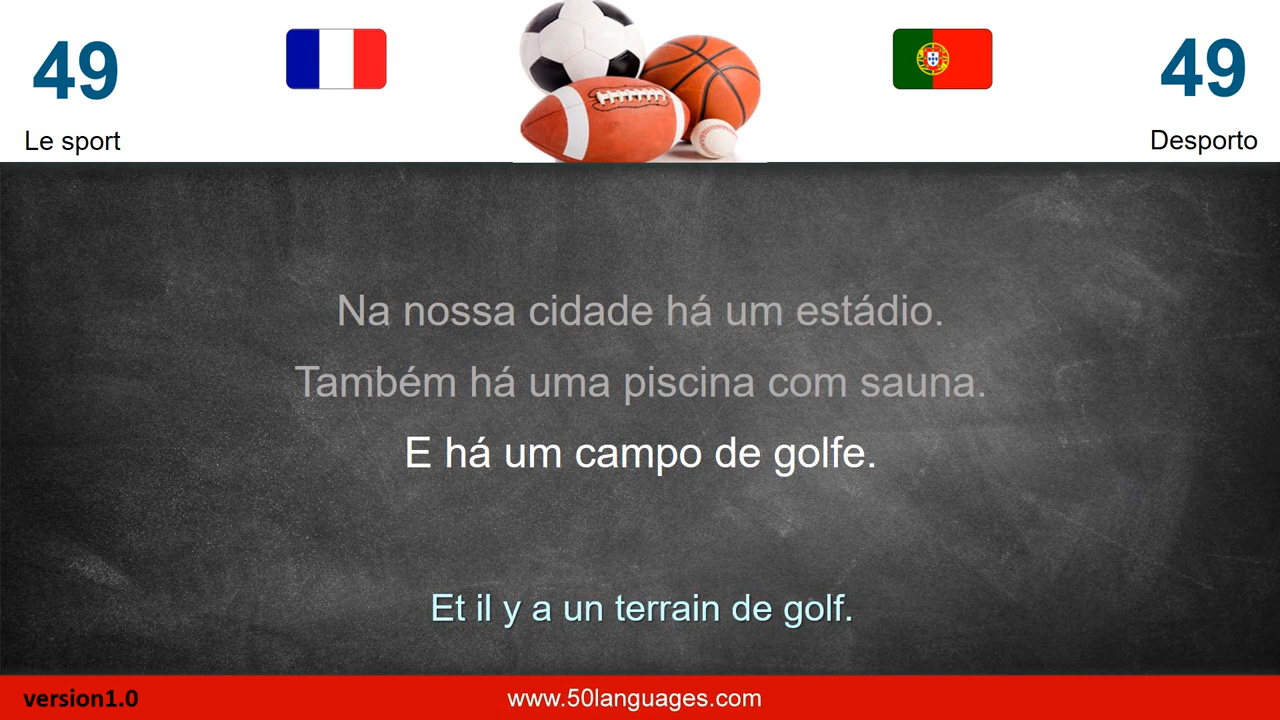 49
49
Le sport
Desporto
Na nossa cidade há um estádio.
Também há uma piscina com sauna.
E há um campo de golfe.
Et il y a un terrain de golf.
version1.0
www.50languages.com